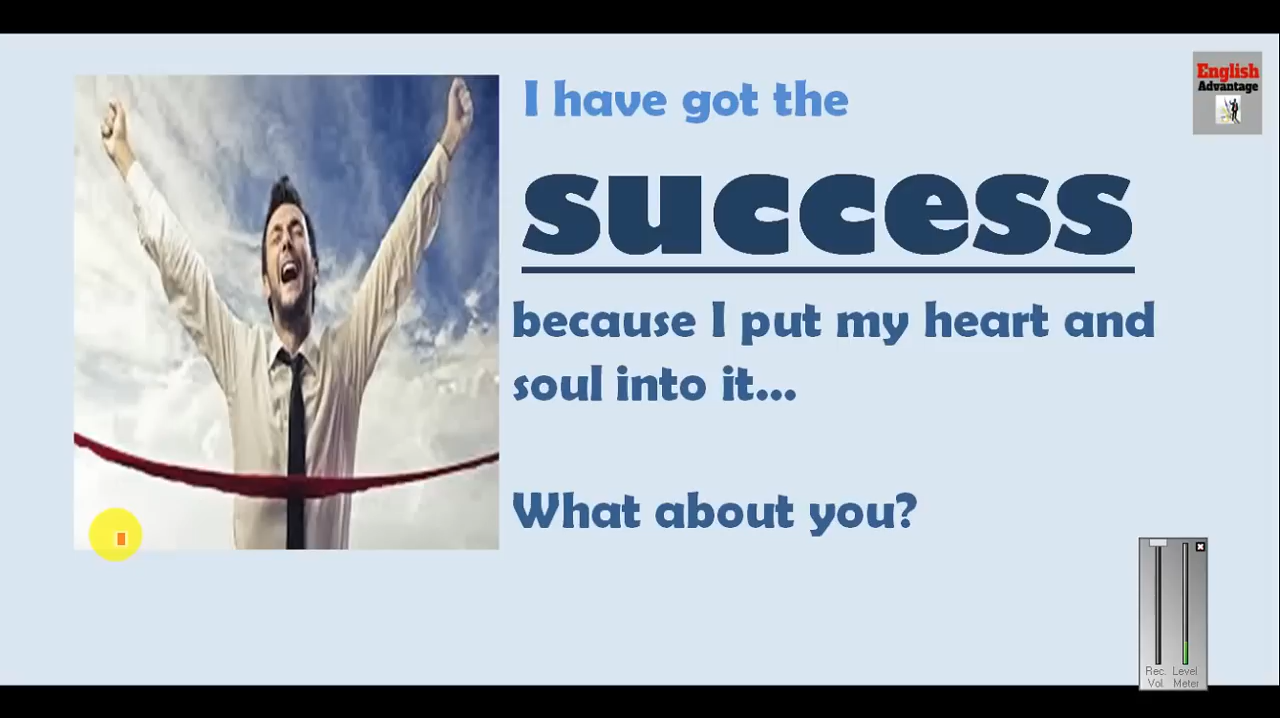 I have got the
success
because I put my heart and
soul into it...
What about you?
English
Advantage
Rec. Level
Vol Meter